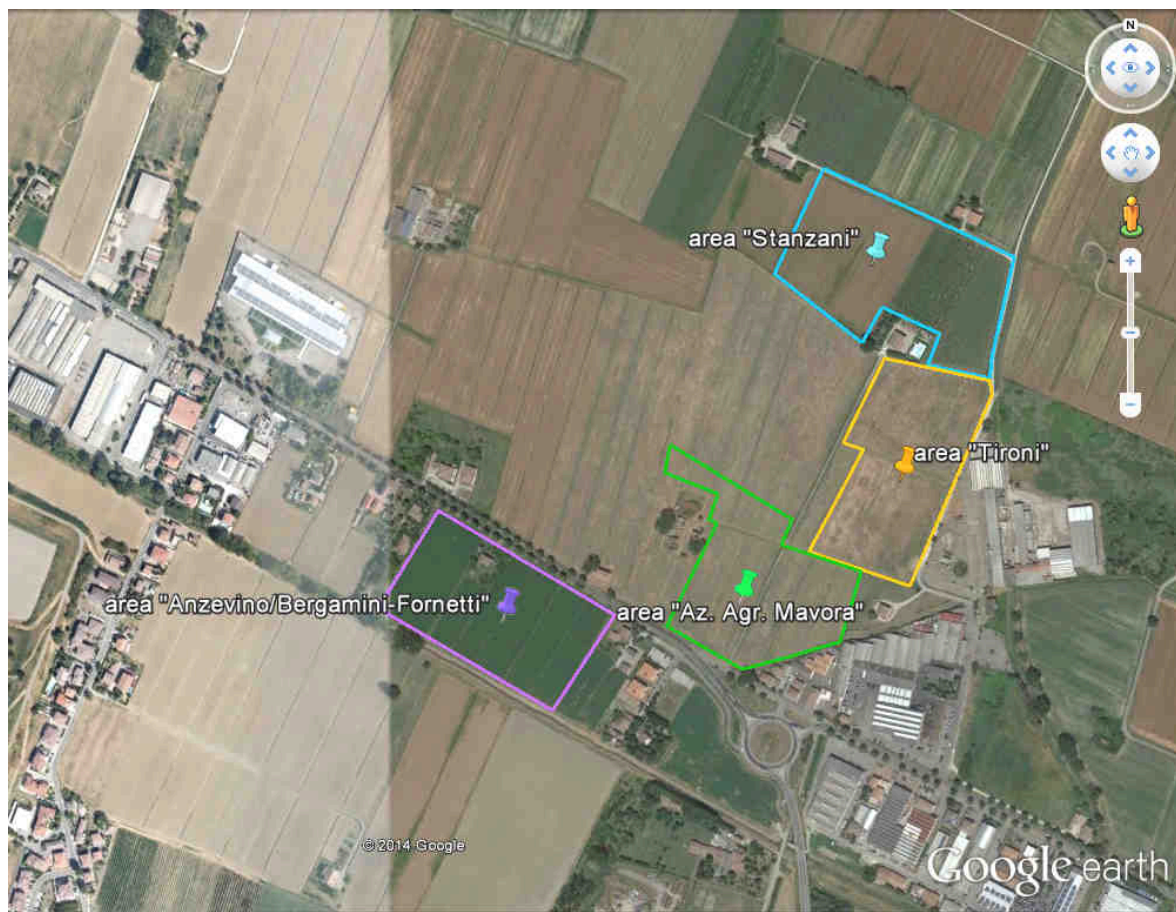 N
area "Stanzani"
area "Tironi"
area "Anzevino/Bergamini-Fornetti"
area "Az. Agr. Mavora"
© 2014 Google
Google earth